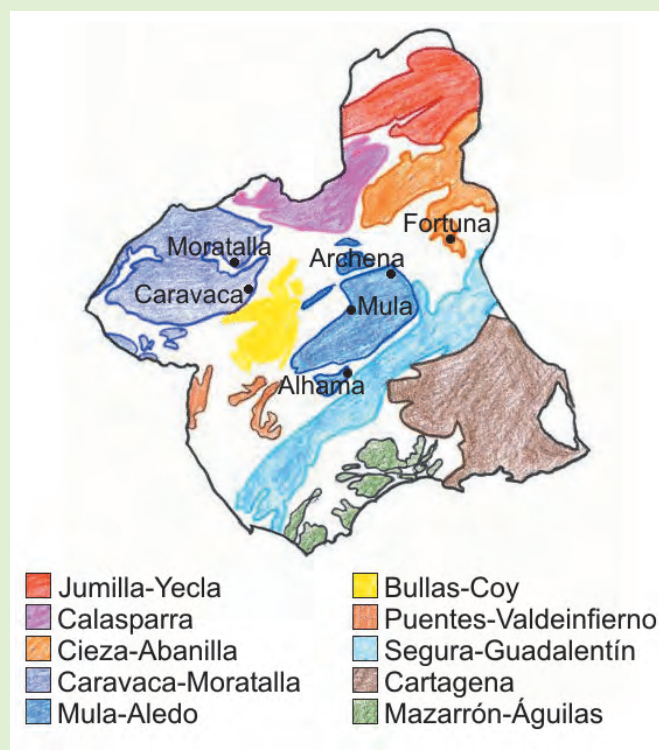 Fortuna
Moratalla
Archena
Caravaca
Mula
Alhama
Jumilla-Yecla
Calasparra
Cieza-Abanilla
Caravaca-Moratalla
Mula-Aledo
Bullas-Coy
Puentes-Valdeinfierno
Segura-Guadalentín
Cartagena
Mazarrón-Águilas